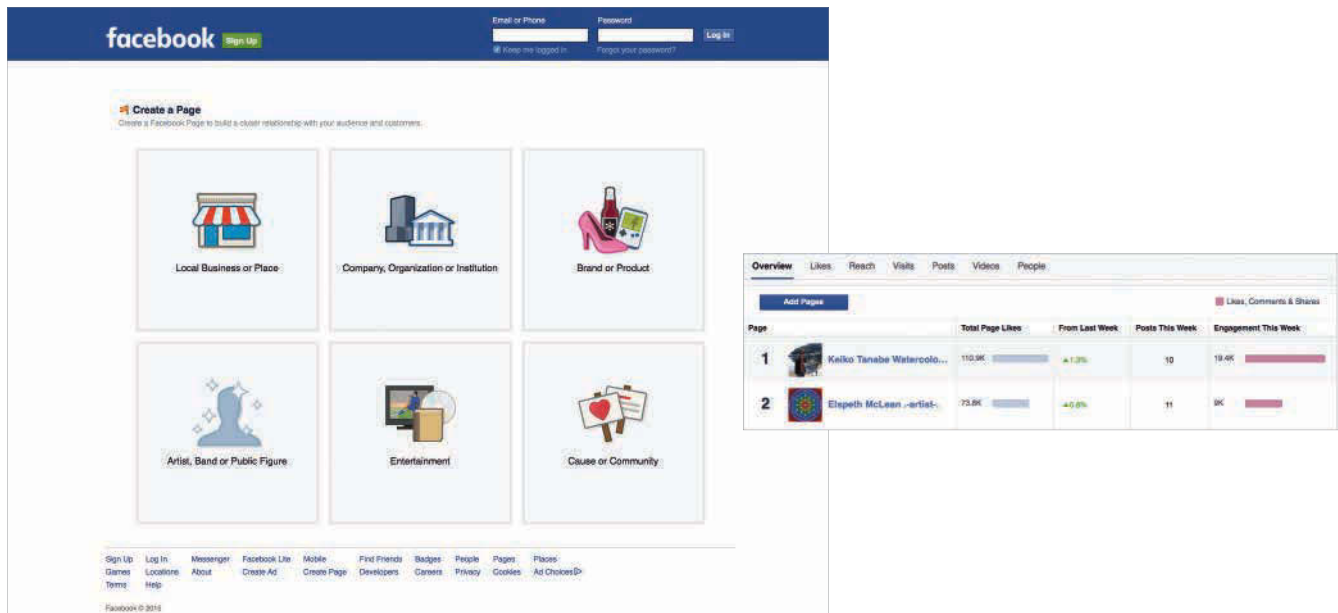 Email or Phone Password
facebook Sign Up Log In
Keep me logged in Forgot your password?
Create a Page
Create a Facebook Page to build a closer relationship with your audience and customers.
Local Business or Place Company, Organization or Institution Brand or Product
Artist, Band or Public Figure Entertainment Cause or Community
Sign Up Log In Messenger Facebook Lite Mobile Find Friends Badges People Pages Places
Games Locations About Create Ad Create Page Developers Careers Privacy Cookies Ad Choices
Terms Help
Facebook © 2016
Overview Likes Reach Visits Posts Videos People
Add Pages Likes, Comments & Shares
Page Total Page Likes From Last Week Posts This Week Engagement This Week
1 Keiko Tanabe Watercolo... 110.9K ▲1.3% 10 19.4K
2 Elspeth McLean .-artist-. 73.8K ▲0.8% 11 9K